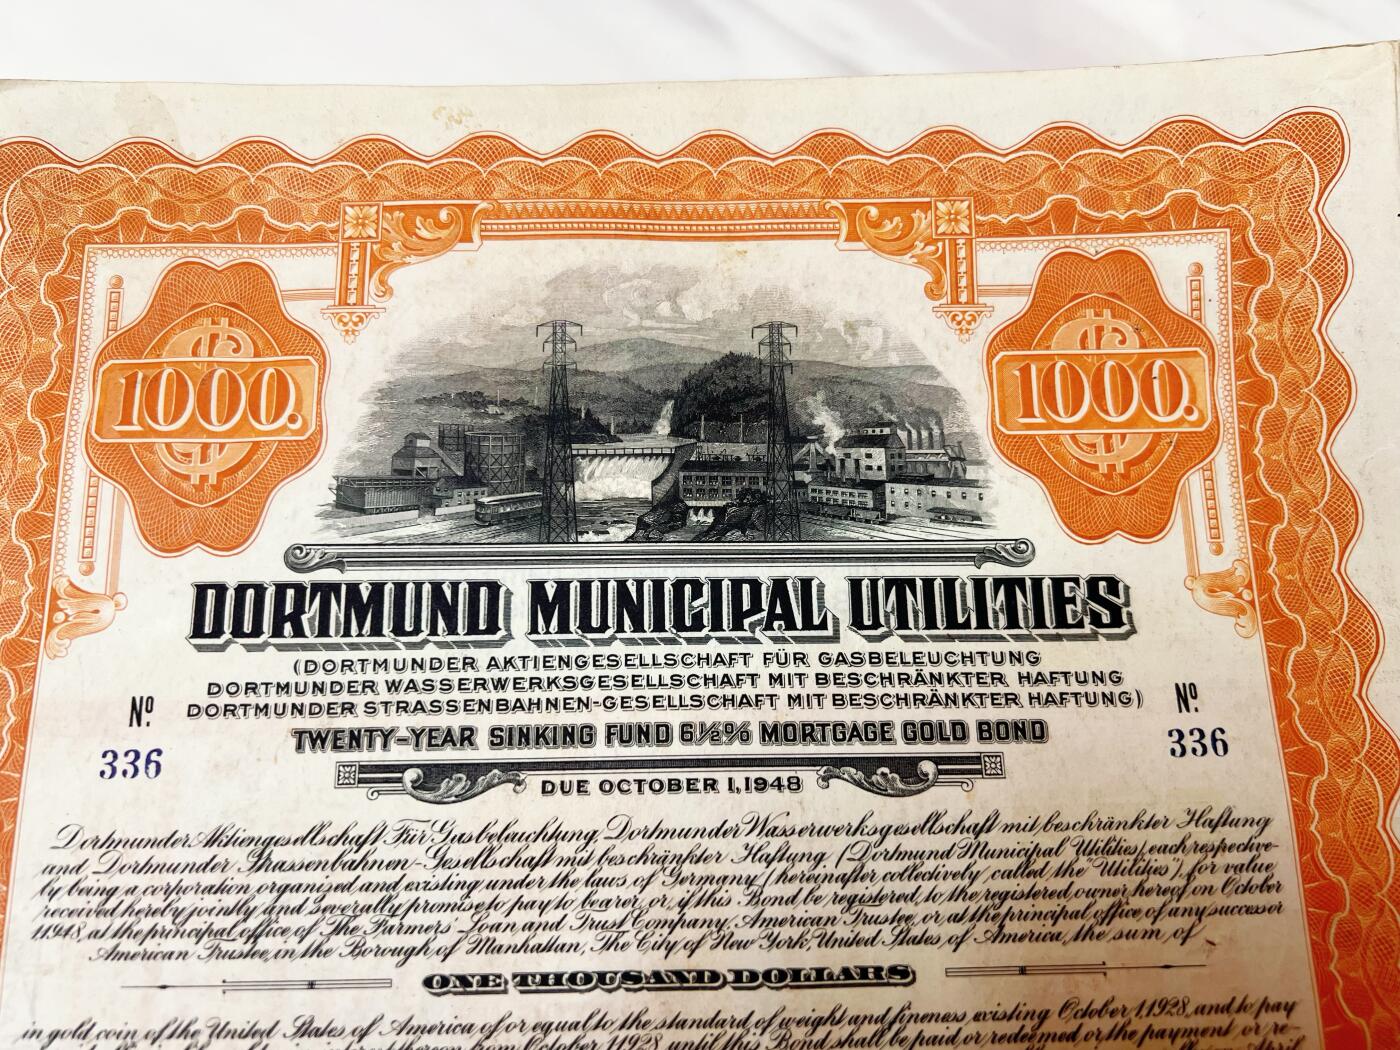 1000.
1000.
DORTMUND MUNICIPAL UTILITIES
(DORTMUNDER AKTIENGESELLSCHAFT FÜR GASBELEUCHTUNG
DORTMUNDER WASSERWERKSGESELLSCHAFT MIT BESCHRÄNKTER HAFTUNG
DORTMUNDER STRASSENBAHNEN-GESELLSCHAFT MIT BESCHRÄNKTER HAFTUNG)
No. 336
No. 336
TWENTY-YEAR SINKING FUND 6½% MORTGAGE GOLD BOND
DUE OCTOBER 1, 1948
Dortmunder Aktiengesellschaft Für Gasbeleuchtung, Dortmunder Wasserwerksgesellschaft mit beschränkter Haftung
and Dortmunder Strassenbahnen-Gesellschaft mit beschränkter Haftung (Dortmund Municipal Utilities), each respective-
ly being a corporation organized and existing under the laws of Germany (hereinafter collectively called the "Utilities"), for value
received hereby jointly and severally promise to pay to bearer, or, if this Bond be registered, to the registered owner hereof on October
1, 1948, at the principal office of The Farmers' Loan and Trust Company, American Trustee, or at the principal office of any successor
American Trustee, in the Borough of Manhattan, The City of New York, United States of America, the sum of
ONE THOUSAND DOLLARS
in gold coin of the United States of America of or equal to the standard of weight and fineness existing October 1, 1928, and to pay
interest thereon from October 1, 1928, until this Bond shall be paid or redeemed, or the payment or re-